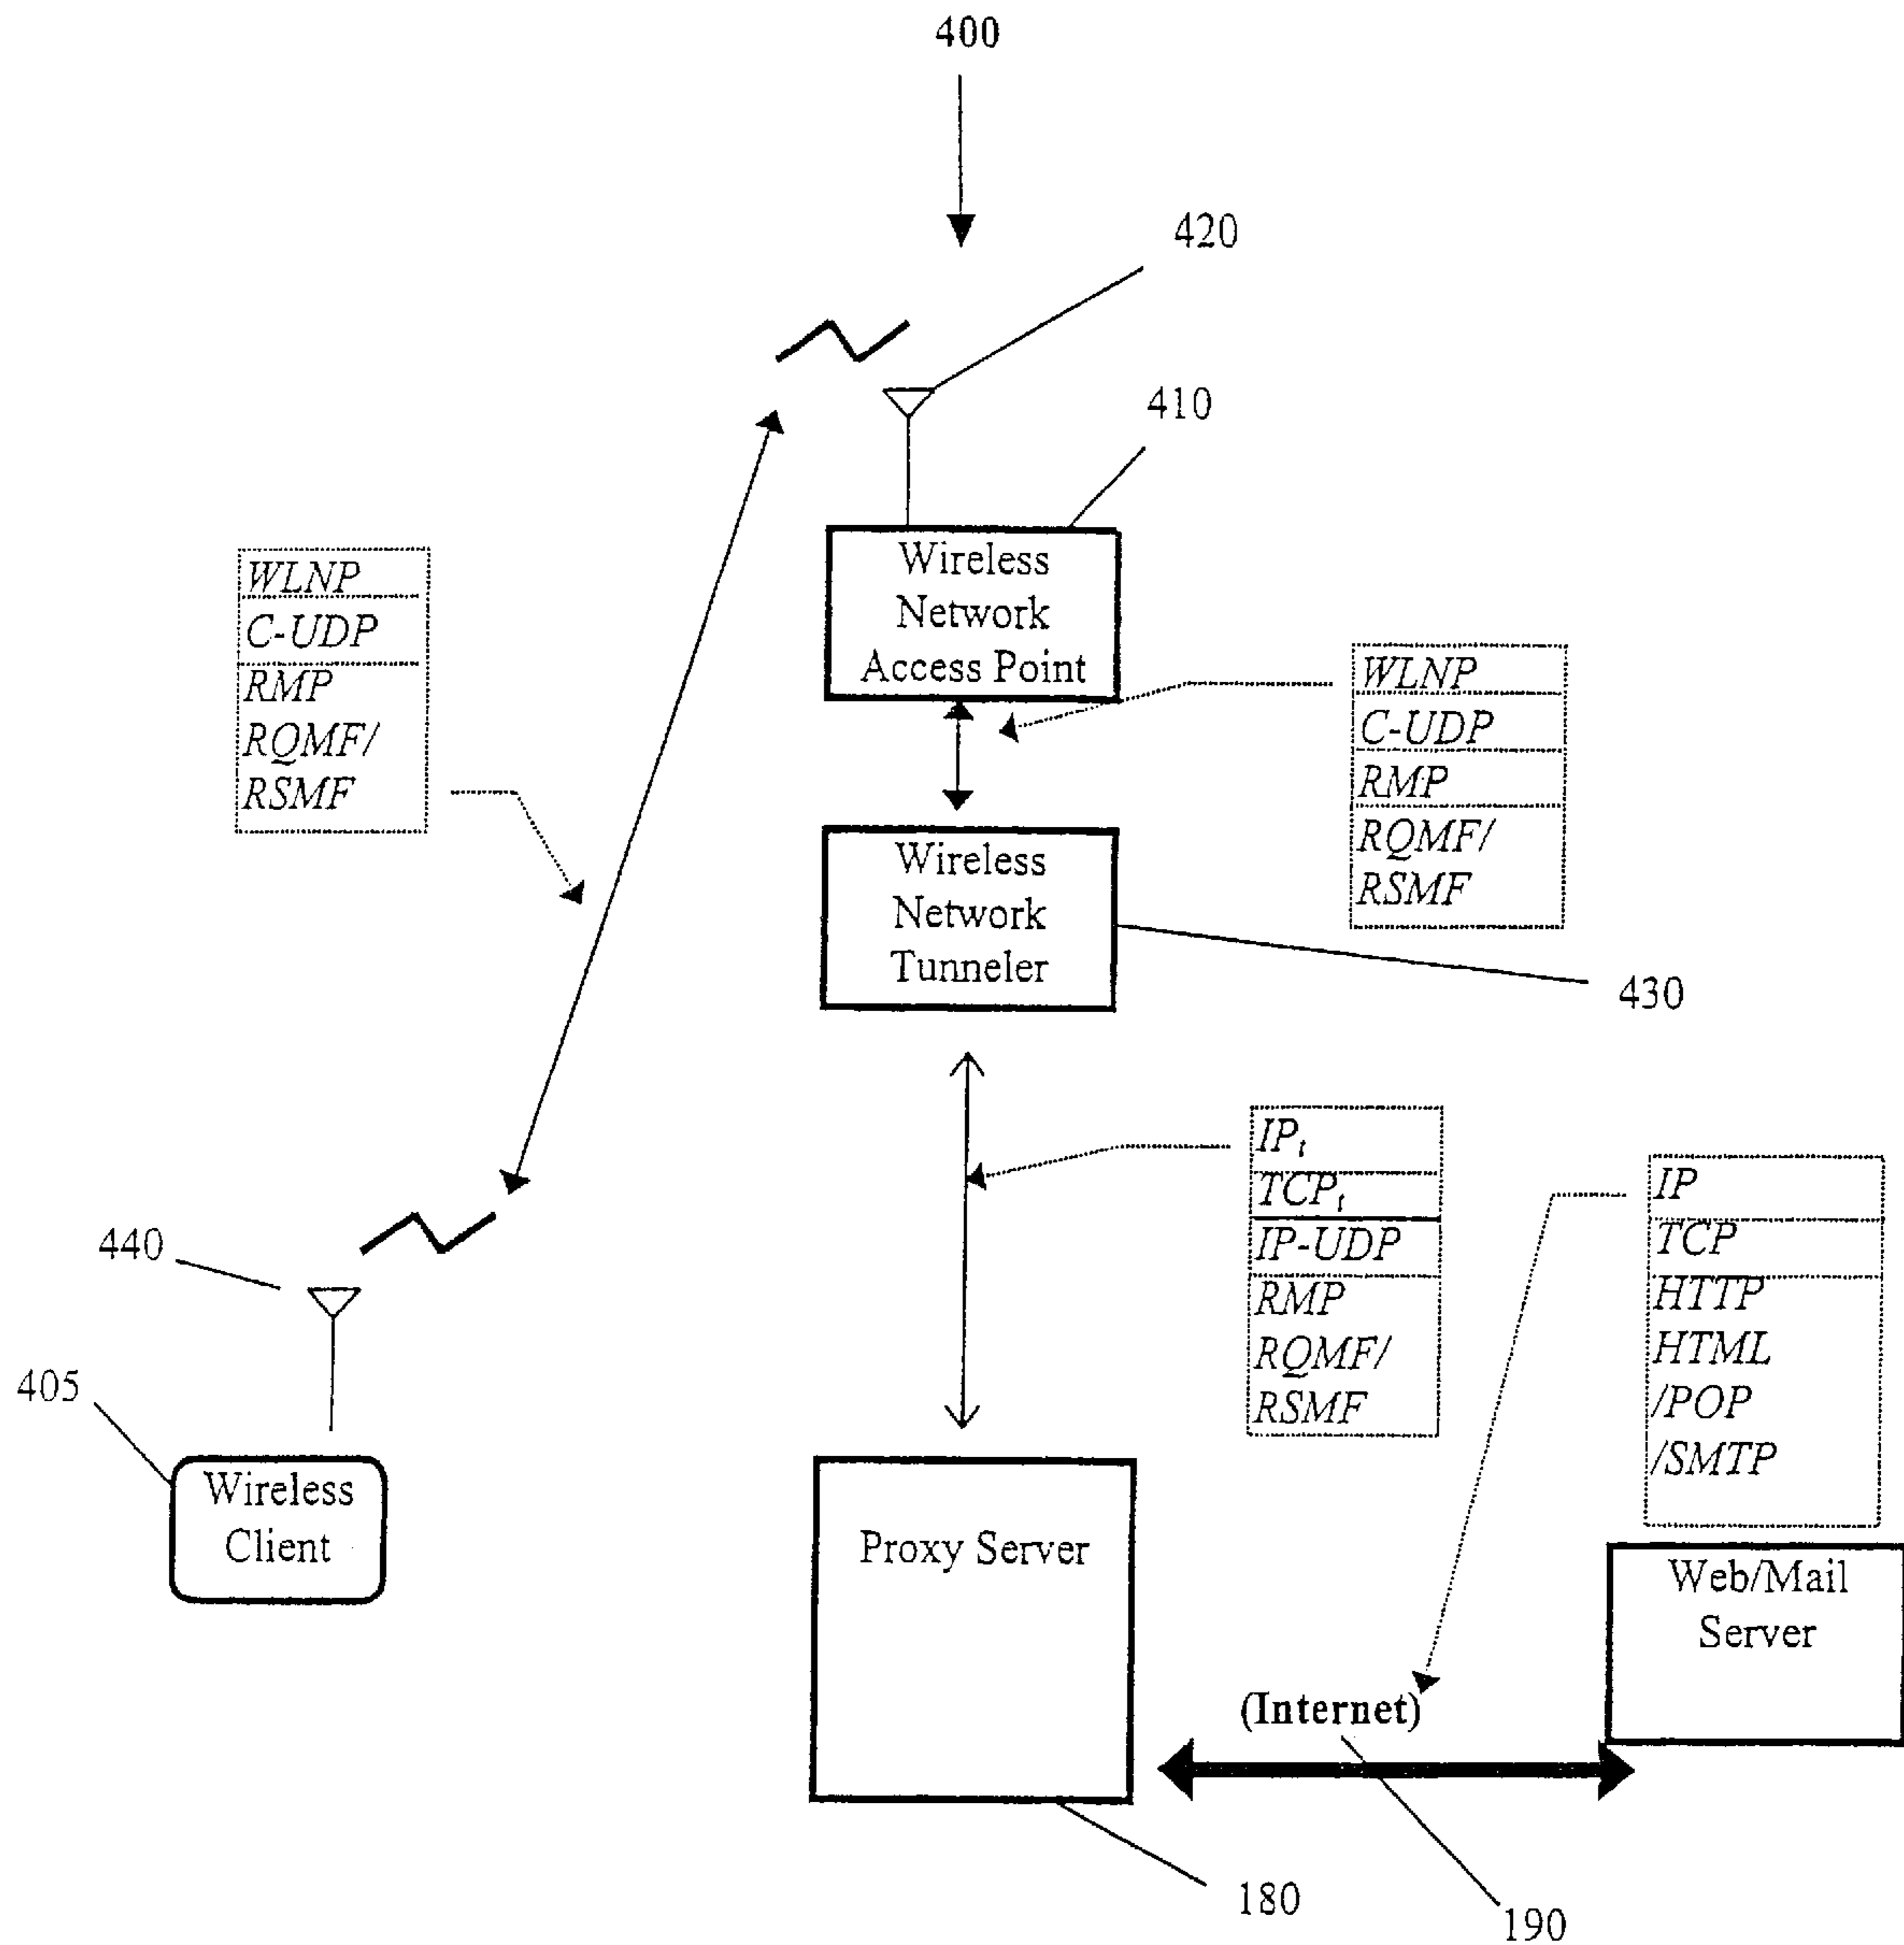 400
420
410
Wireless
Network
Access Point
WLNP
C-UDP
RMP
RQMF/
RSMF
WLNP
C-UDP
RMP
RQMF/
RSMF
Wireless
Network
Tunneler
430
IPt
TCPt
IP-UDP
RMP
RQMF/
RSMF
IP
TCP
HTTP
HTML
/POP
/SMTP
440
405
Wireless
Client
Proxy Server
Web/Mail
Server
(Internet)
180
190